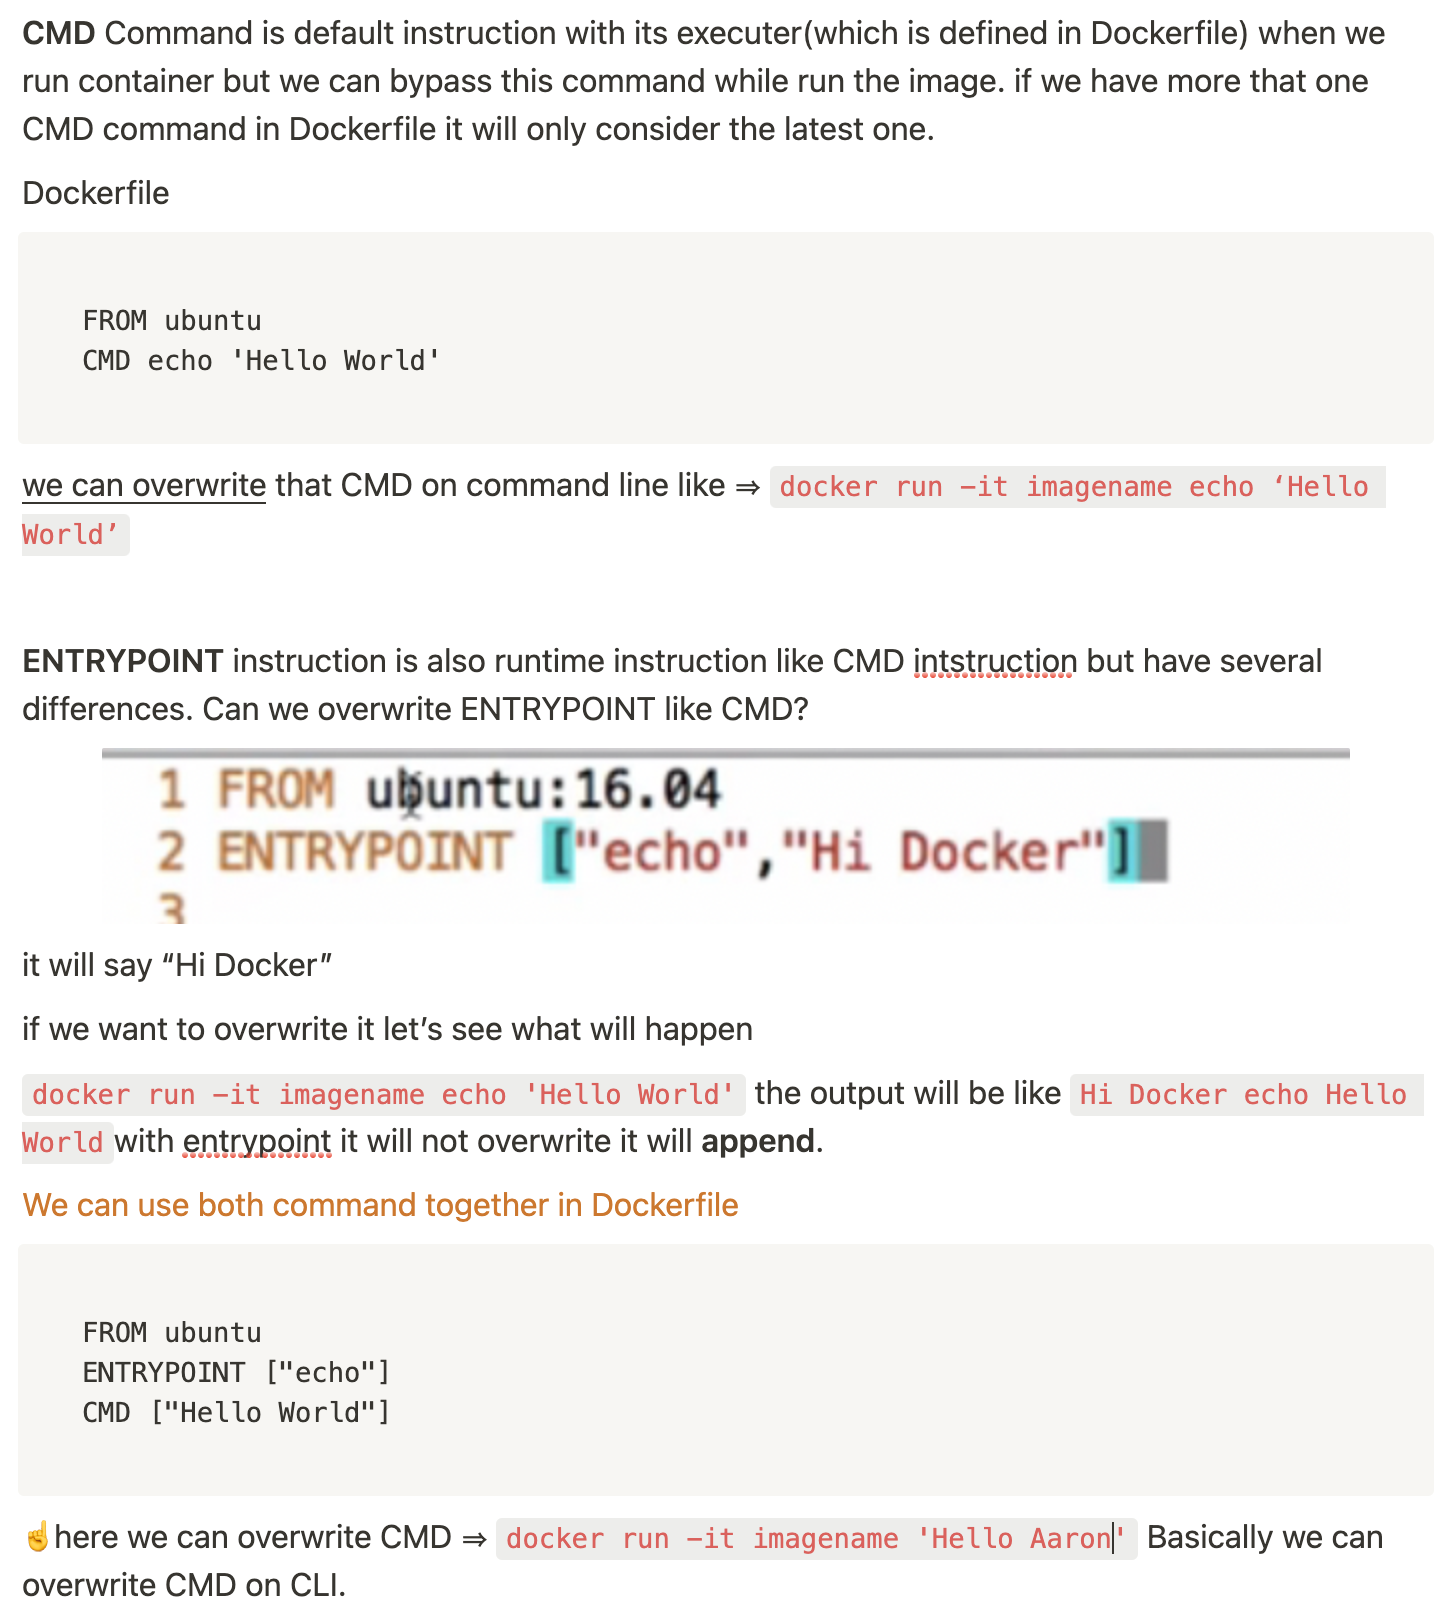 CMD Command is default instruction with its executer(which is defined in Dockerfile) when we
run container but we can bypass this command while run the image. if we have more that one
CMD command in Dockerfile it will only consider the latest one.
Dockerfile
FROM ubuntu
CMD echo 'Hello World'
we can overwrite that CMD on command line like ⇒ docker run –it imagename echo ‘Hello
World’
ENTRYPOINT instruction is also runtime instruction like CMD intstruction but have several
differences. Can we overwrite ENTRYPOINT like CMD?
1 FROM ubuntu:16.04
2 ENTRYPOINT ["echo","Hi Docker"]
3
it will say “Hi Docker”
if we want to overwrite it let’s see what will happen
docker run –it imagename echo 'Hello World' the output will be like Hi Docker echo Hello
World with entrypoint it will not overwrite it will append.
We can use both command together in Dockerfile
FROM ubuntu
ENTRYPOINT ["echo"]
CMD ["Hello World"]
☝️here we can overwrite CMD ⇒ docker run –it imagename 'Hello Aaron' Basically we can
overwrite CMD on CLI.